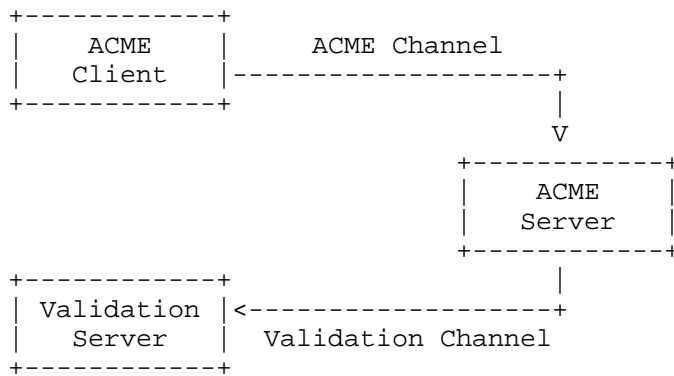 ACME
Client
ACME Channel
ACME
Server
Validation
Server
Validation Channel